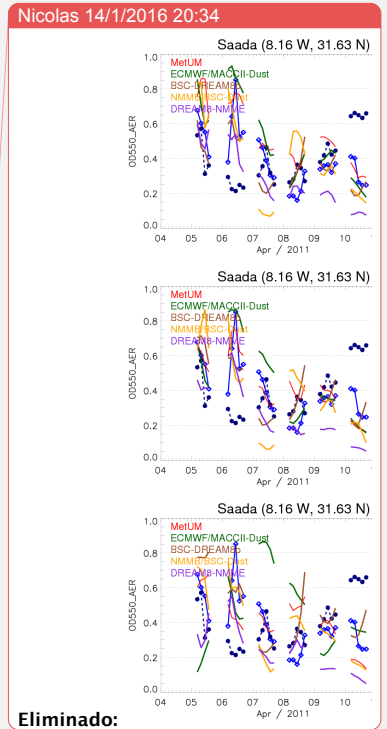 Nicolas 14/1/2016 20:34
Saada (8.16 W, 31.63 N)
1.0
MetUM
ECMWF/MACCII-Dust
BSC-DREAM8b
NMMB/BSC-Dust
DREAM8-NMME
0.8
0.6
OD550_AER
0.4
0.2
0.0
04 05 06 07 08 09 10
Apr / 2011
Saada (8.16 W, 31.63 N)
1.0
MetUM
ECMWF/MACCII-Dust
BSC-DREAM8b
NMMB/BSC-Dust
DREAM8-NMME
0.8
0.6
OD550_AER
0.4
0.2
0.0
04 05 06 07 08 09 10
Apr / 2011
Saada (8.16 W, 31.63 N)
1.0
MetUM
ECMWF/MACCII-Dust
BSC-DREAM8b
NMMB/BSC-Dust
DREAM8-NMME
0.8
0.6
OD550_AER
0.4
0.2
0.0
04 05 06 07 08 09 10
Apr / 2011
Eliminado: